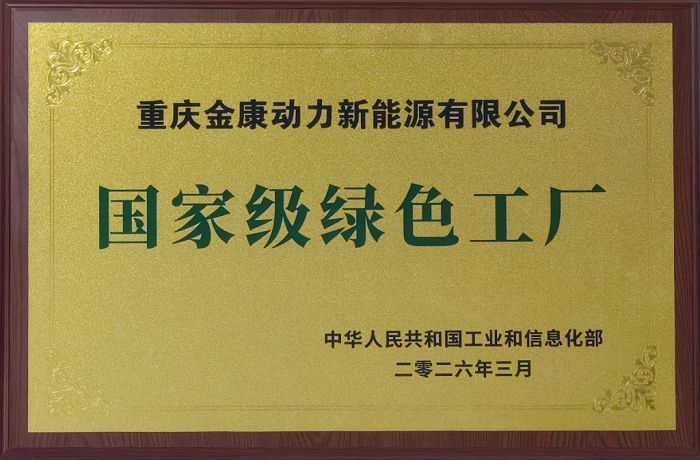 重庆金康动力新能源有限公司
国家级绿色工厂
中华人民共和国工业和信息化部
二零二六年三月